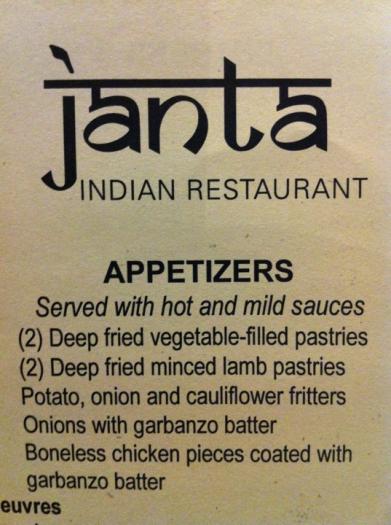 janta
INDIAN RESTAURANT
APPETIZERS
Served with hot and mild sauces
(2) Deep fried vegetable-filled pastries
(2) Deep fried minced lamb pastries
Potato, onion and cauliflower fritters
Onions with garbanzo batter
Boneless chicken pieces coated with
garbanzo batter
euvres